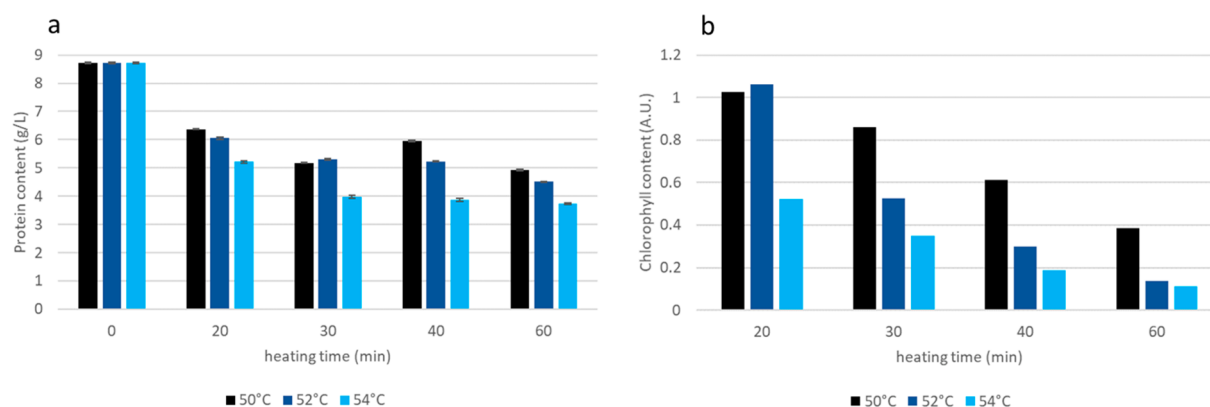 a
Protein content (g/L)
9
8
7
6
5
4
3
2
1
0
0 20 30 40 60
heating time (min)
50°C 52°C 54°C
b
Chlorophyll content (A.U.)
1.2
1
0.8
0.6
0.4
0.2
0
20 30 40 60
heating time (min)
50°C 52°C 54°C